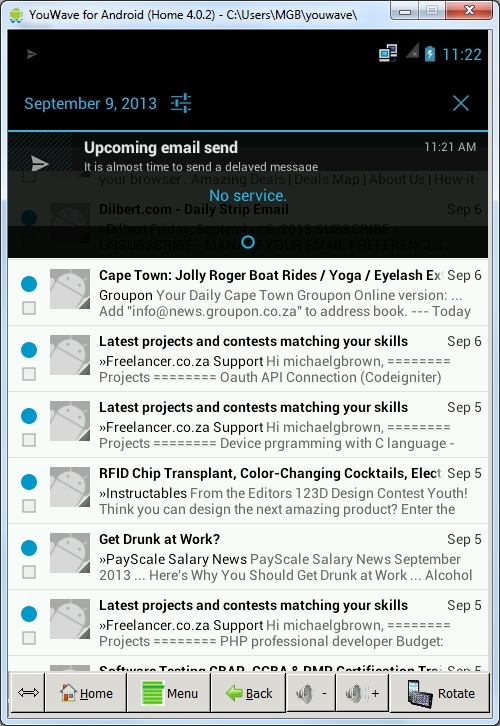 YouWave for Android (Home 4.0.2) - C:\Users\MGB\youwave\
11:22
September 9, 2013
Upcoming email send 11:21 AM
It is almost time to send a delayed message
your browser . Amazing Deals | Deals Map | About Us | How it
No service.
Dilbert.com - Daily Strip Email Sep 6
»Dilbert Friday, September 6, 2013 SUBSCRIBE -
UNSUBSCRIBE - MANAGE YOUR EMAIL PREFERENCES
Cape Town: Jolly Roger Boat Rides / Yoga / Eyelash Ex Sep 6
Groupon Your Daily Cape Town Groupon Online version: ...
Add "info@news.groupon.co.za" to address book. --- Today
Latest projects and contests matching your skills Sep 6
»Freelancer.co.za Support Hi michaelgbrown, ========
Projects ======== Oauth API Connection (Codeigniter)
Latest projects and contests matching your skills Sep 5
»Freelancer.co.za Support Hi michaelgbrown, ========
Projects ======== Device prgramming with C language -
RFID Chip Transplant, Color-Changing Cocktails, Elect Sep 5
»Instructables From the Editors 123D Design Contest Youth!
Think you can design the next amazing product? Enter the
Get Drunk at Work? Sep 5
»PayScale Salary News PayScale Salary News September
2013 ... Here's Why You Should Get Drunk at Work ... Alcohol
Latest projects and contests matching your skills Sep 5
»Freelancer.co.za Support Hi michaelgbrown, ========
Projects ======== PHP professional developer Budget:
Software Testing CBAP, CCBA & PMP Certification Trai Sep 5
Home Menu Back - + Rotate